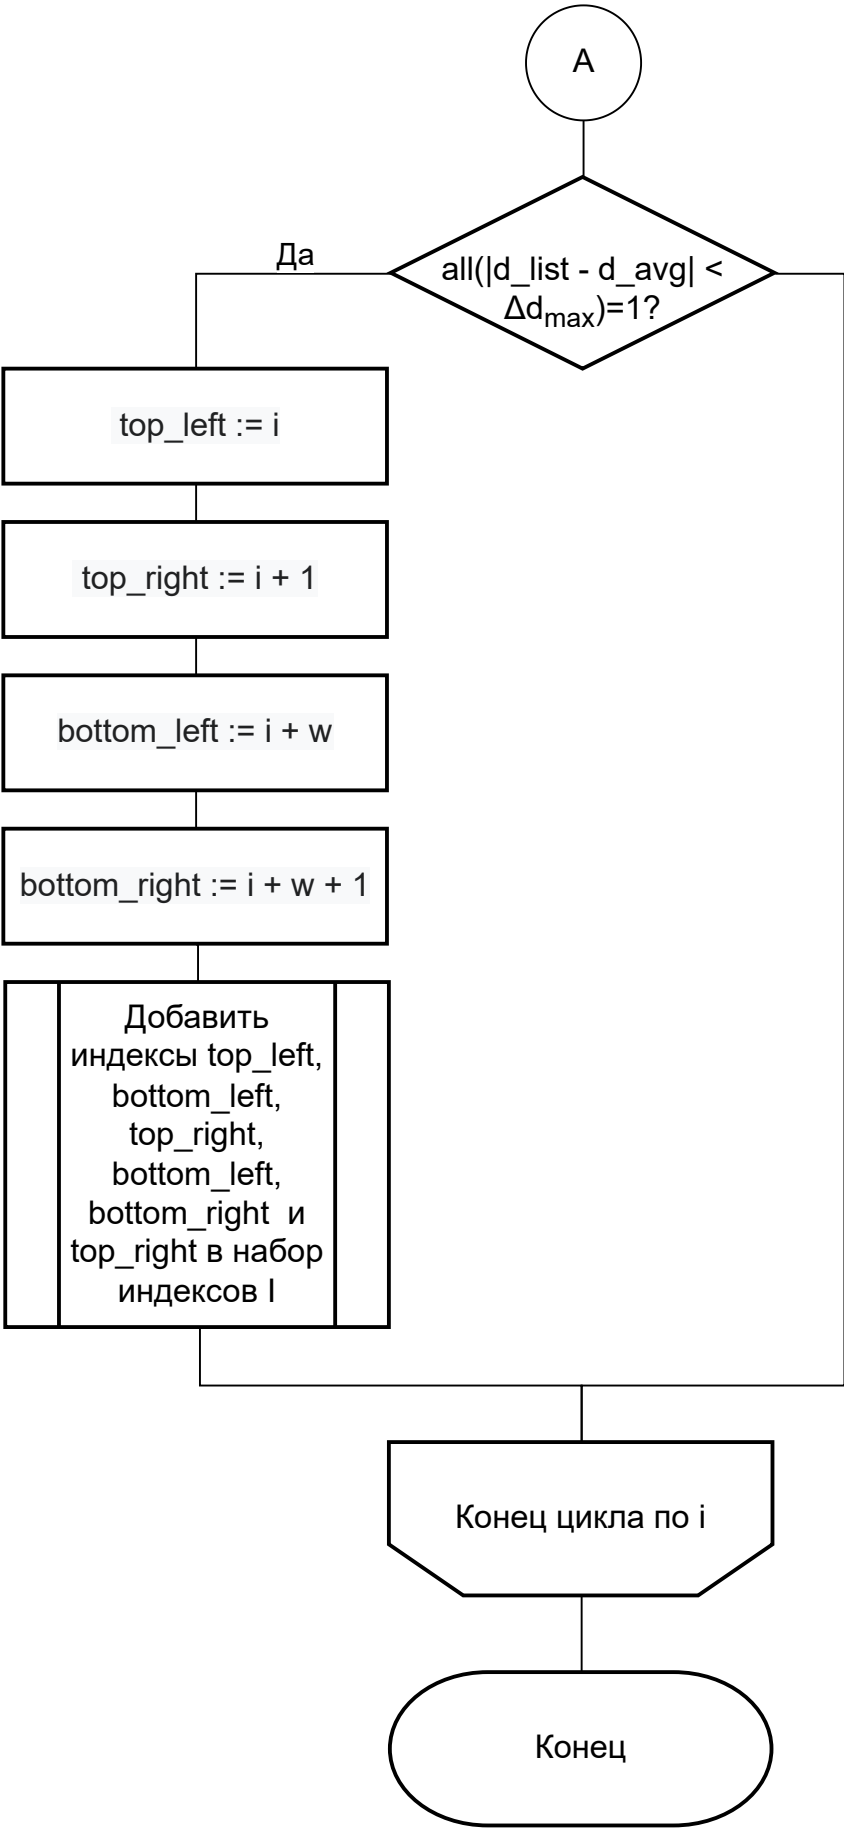 A
Да
all(|d_list - d_avg| <
Δd_max)=1?
top_left := i
top_right := i + 1
bottom_left := i + w
bottom_right := i + w + 1
Добавить
индексы top_left,
bottom_left,
top_right,
bottom_left,
bottom_right и
top_right в набор
индексов I
Конец цикла по i
Конец